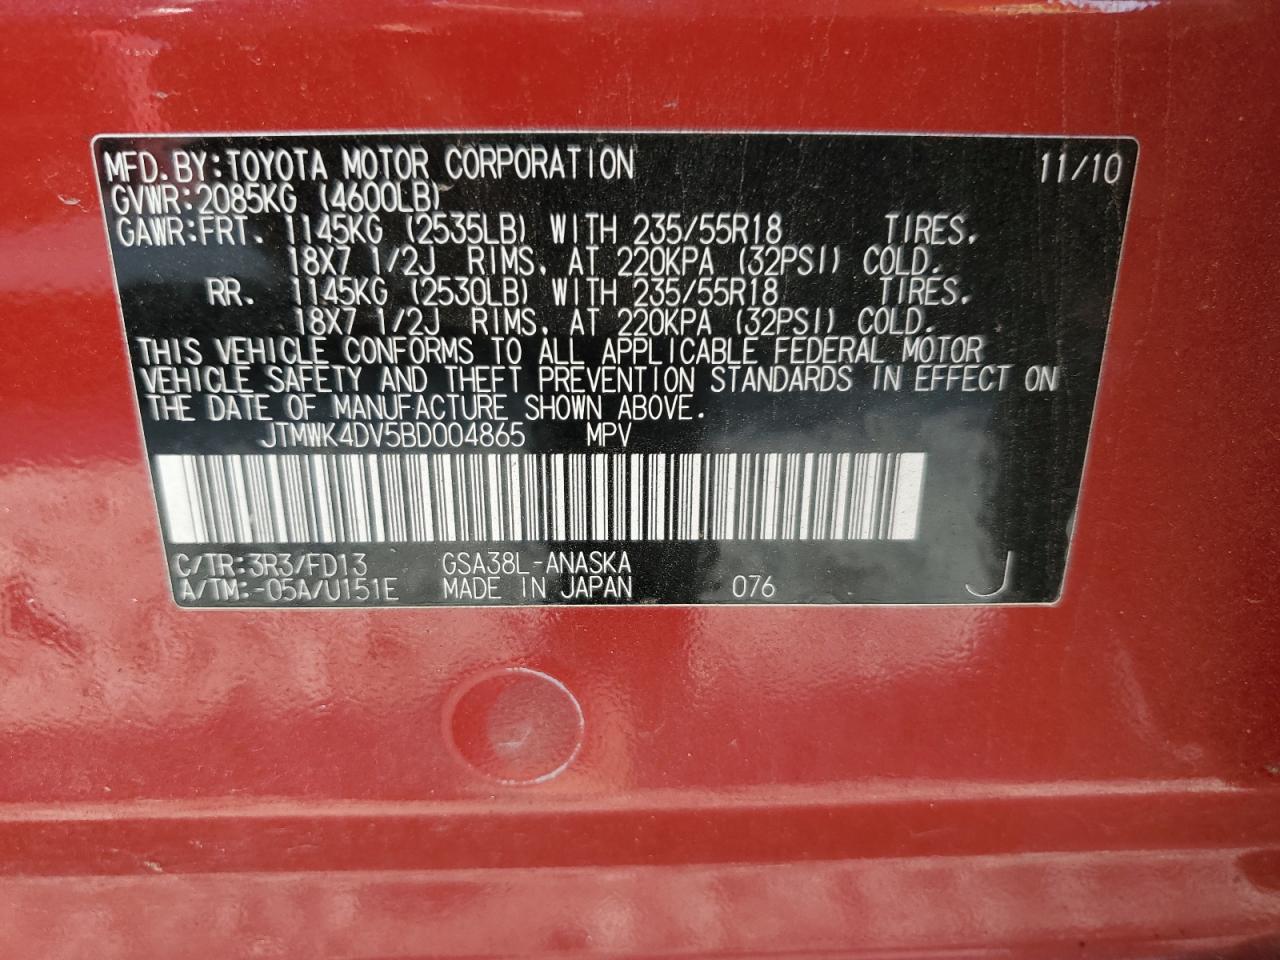 MFD. BY: TOYOTA MOTOR CORPORATION 11/10
GVWR: 2085KG (4600LB)
GAWR: FRT. 1145KG (2535LB) WITH 235/55R18 TIRES,
18X7 1/2J RIMS, AT 220KPA (32PSI) COLD.
RR. 1145KG (2530LB) WITH 235/55R18 TIRES,
18X7 1/2J RIMS, AT 220KPA (32PSI) COLD.
THIS VEHICLE CONFORMS TO ALL APPLICABLE FEDERAL MOTOR
VEHICLE SAFETY AND THEFT PREVENTION STANDARDS IN EFFECT ON
THE DATE OF MANUFACTURE SHOWN ABOVE.
JTMWK4DV5BD004865 MPV
C/TR: 3R3/FD13 GSA38L-ANASKA
A/TM: -05A/U151E MADE IN JAPAN 076 J